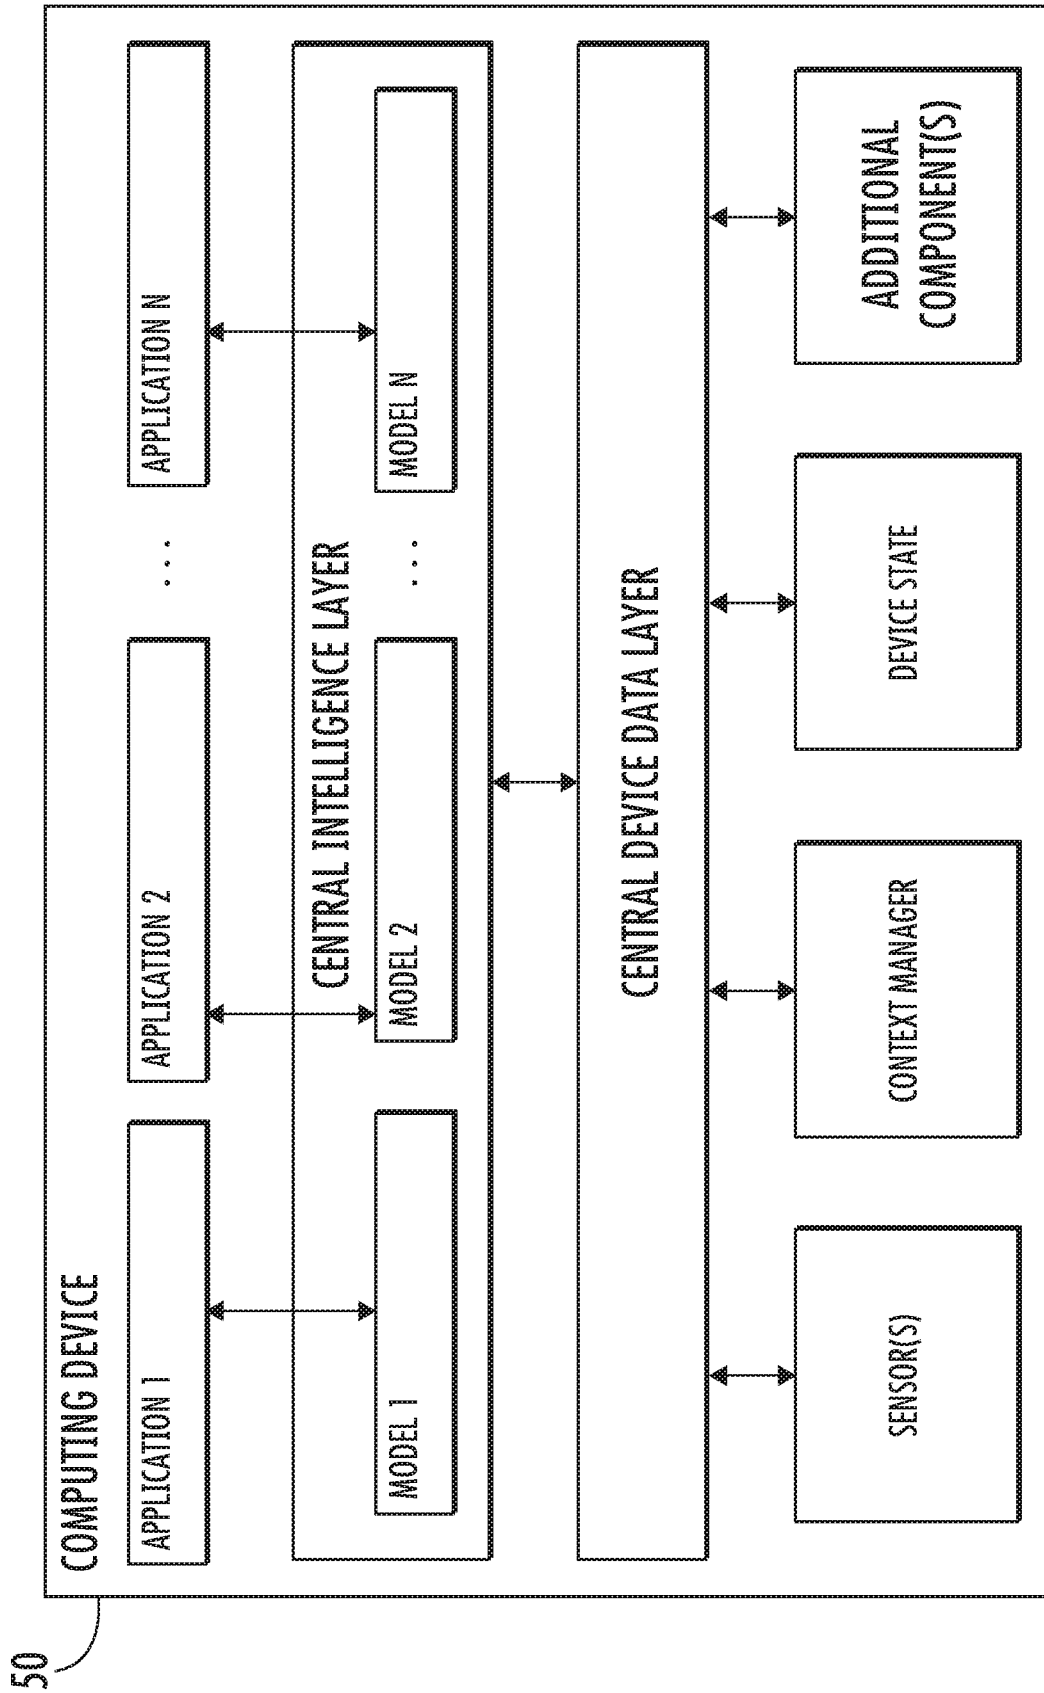 50
COMPUTING DEVICE
APPLICATION 1
APPLICATION 2
...
APPLICATION N
CENTRAL INTELLIGENCE LAYER
MODEL 1
MODEL 2
...
MODEL N
CENTRAL DEVICE DATA LAYER
SENSOR(S)
CONTEXT MANAGER
DEVICE STATE
ADDITIONAL
COMPONENT(S)